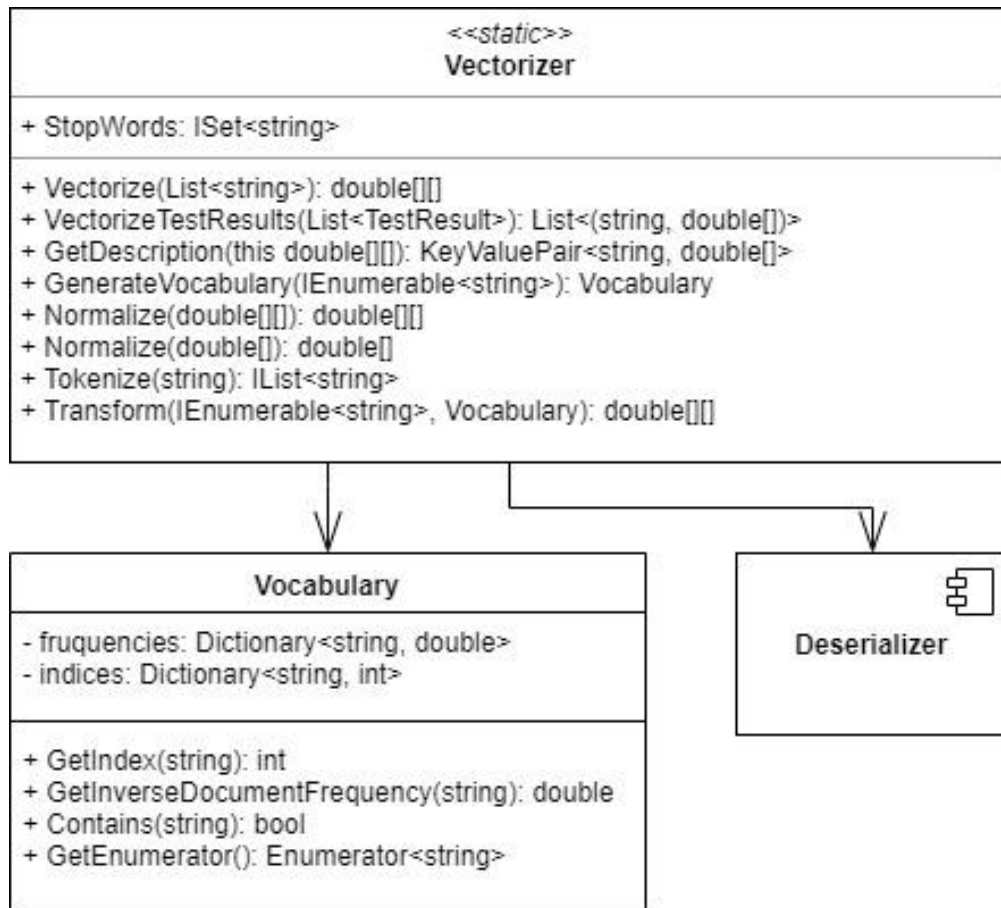 <<static>>
Vectorizer
+ StopWords: ISet<string>
+ Vectorize(List<string>): double[][]
+ VectorizeTestResults(List<TestResult>): List<(string, double[])>
+ GetDescription(this double[][]): KeyValuePair<string, double[]>
+ GenerateVocabulary(IEnumerable<string>): Vocabulary
+ Normalize(double[][]): double[][]
+ Normalize(double[]): double[]
+ Tokenize(string): IList<string>
+ Transform(IEnumerable<string>, Vocabulary): double[][]
Vocabulary
- fruquencies: Dictionary<string, double>
- indices: Dictionary<string, int>
+ GetIndex(string): int
+ GetInverseDocumentFrequency(string): double
+ Contains(string): bool
+ GetEnumerator(): Enumerator<string>
Deserializer